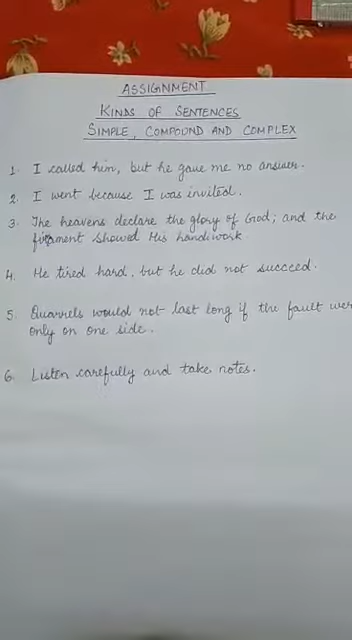 ASSIGNMENT
KINDS OF SENTENCES
SIMPLE, COMPOUND AND COMPLEX
1. I called him, but he gave me no answer.
2. I went because I was invited.
3. The heavens declare the glory of God; and the
firmament showed His handiwork
4. He tired hard, but he did not succeed.
5. Quarrels would not last long if the fault wer
only on one side.
6. Listen carefully and take notes.